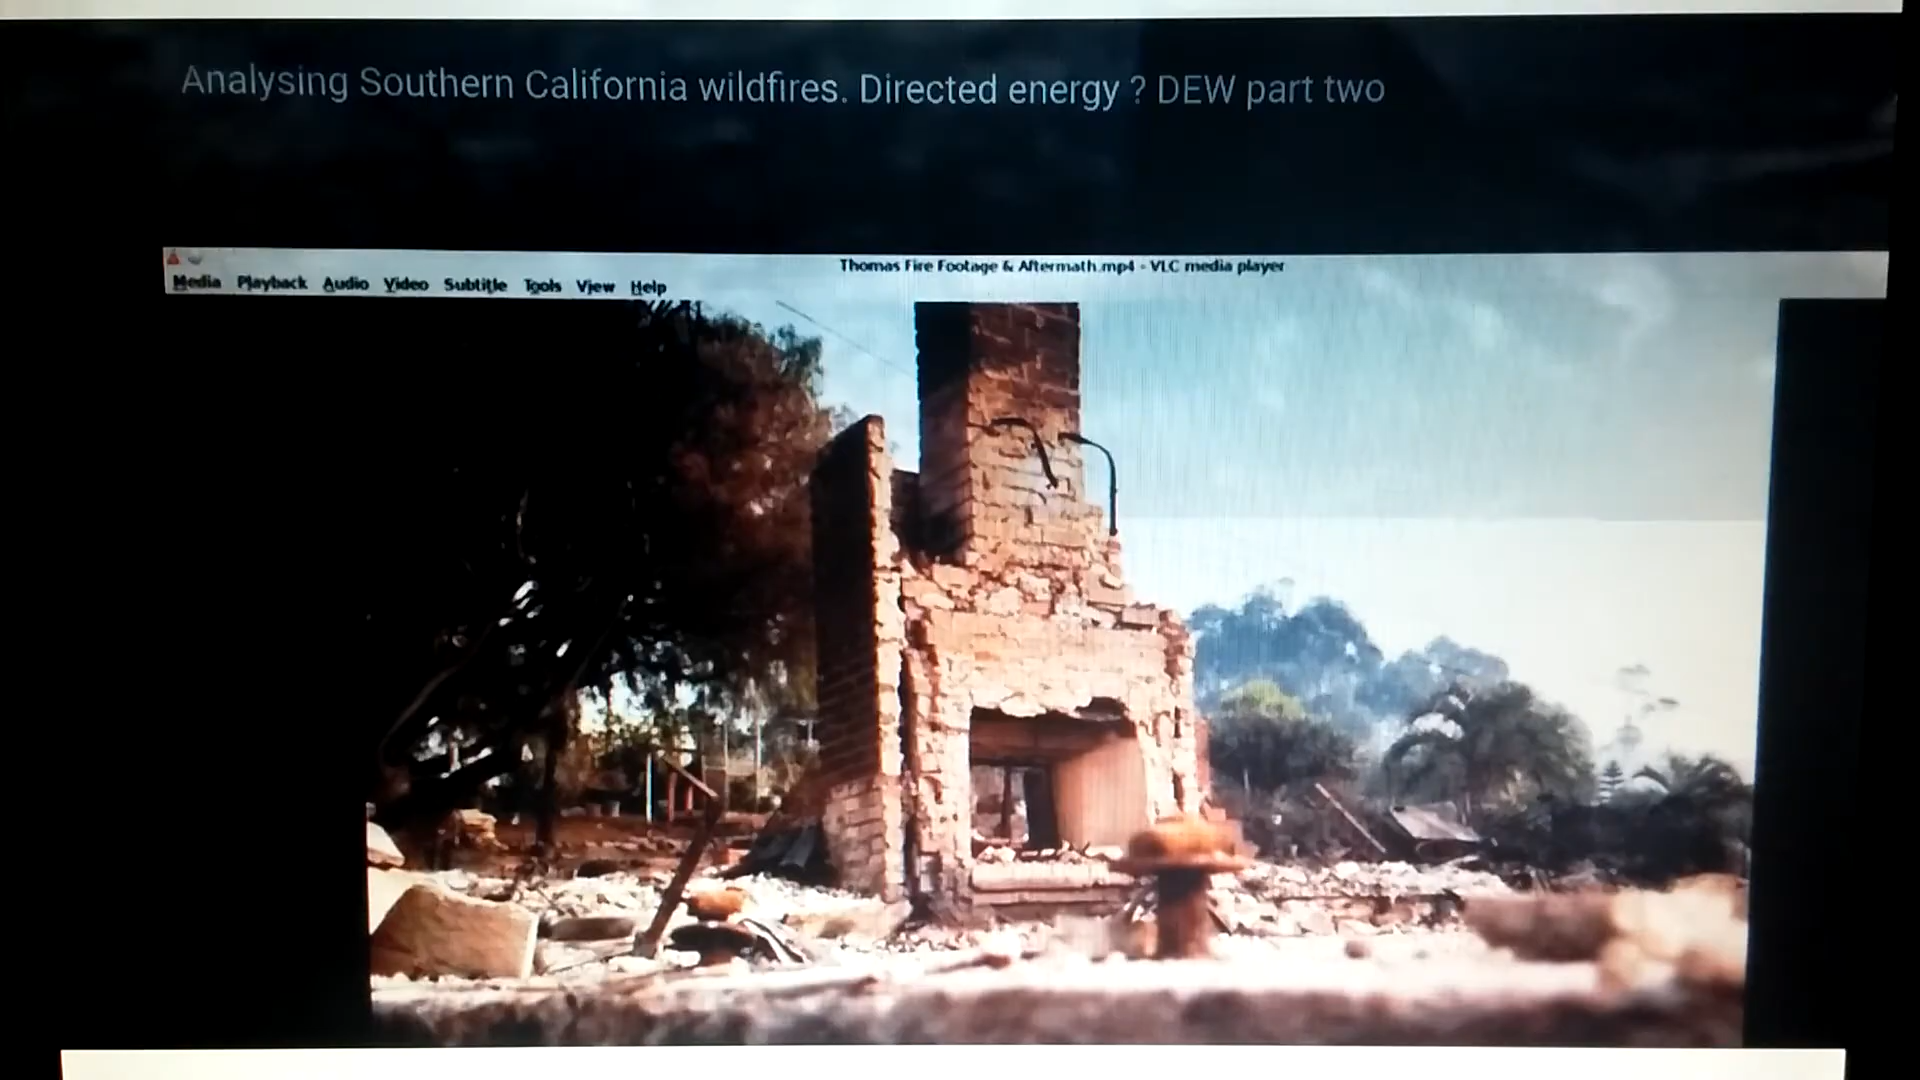 Analysing Southern California wildfires. Directed energy ? DEW part two
Thomas Fire Footage & Aftermath.mp4 - VLC media player
Media Playback Audio Video Subtitle Tools View Help